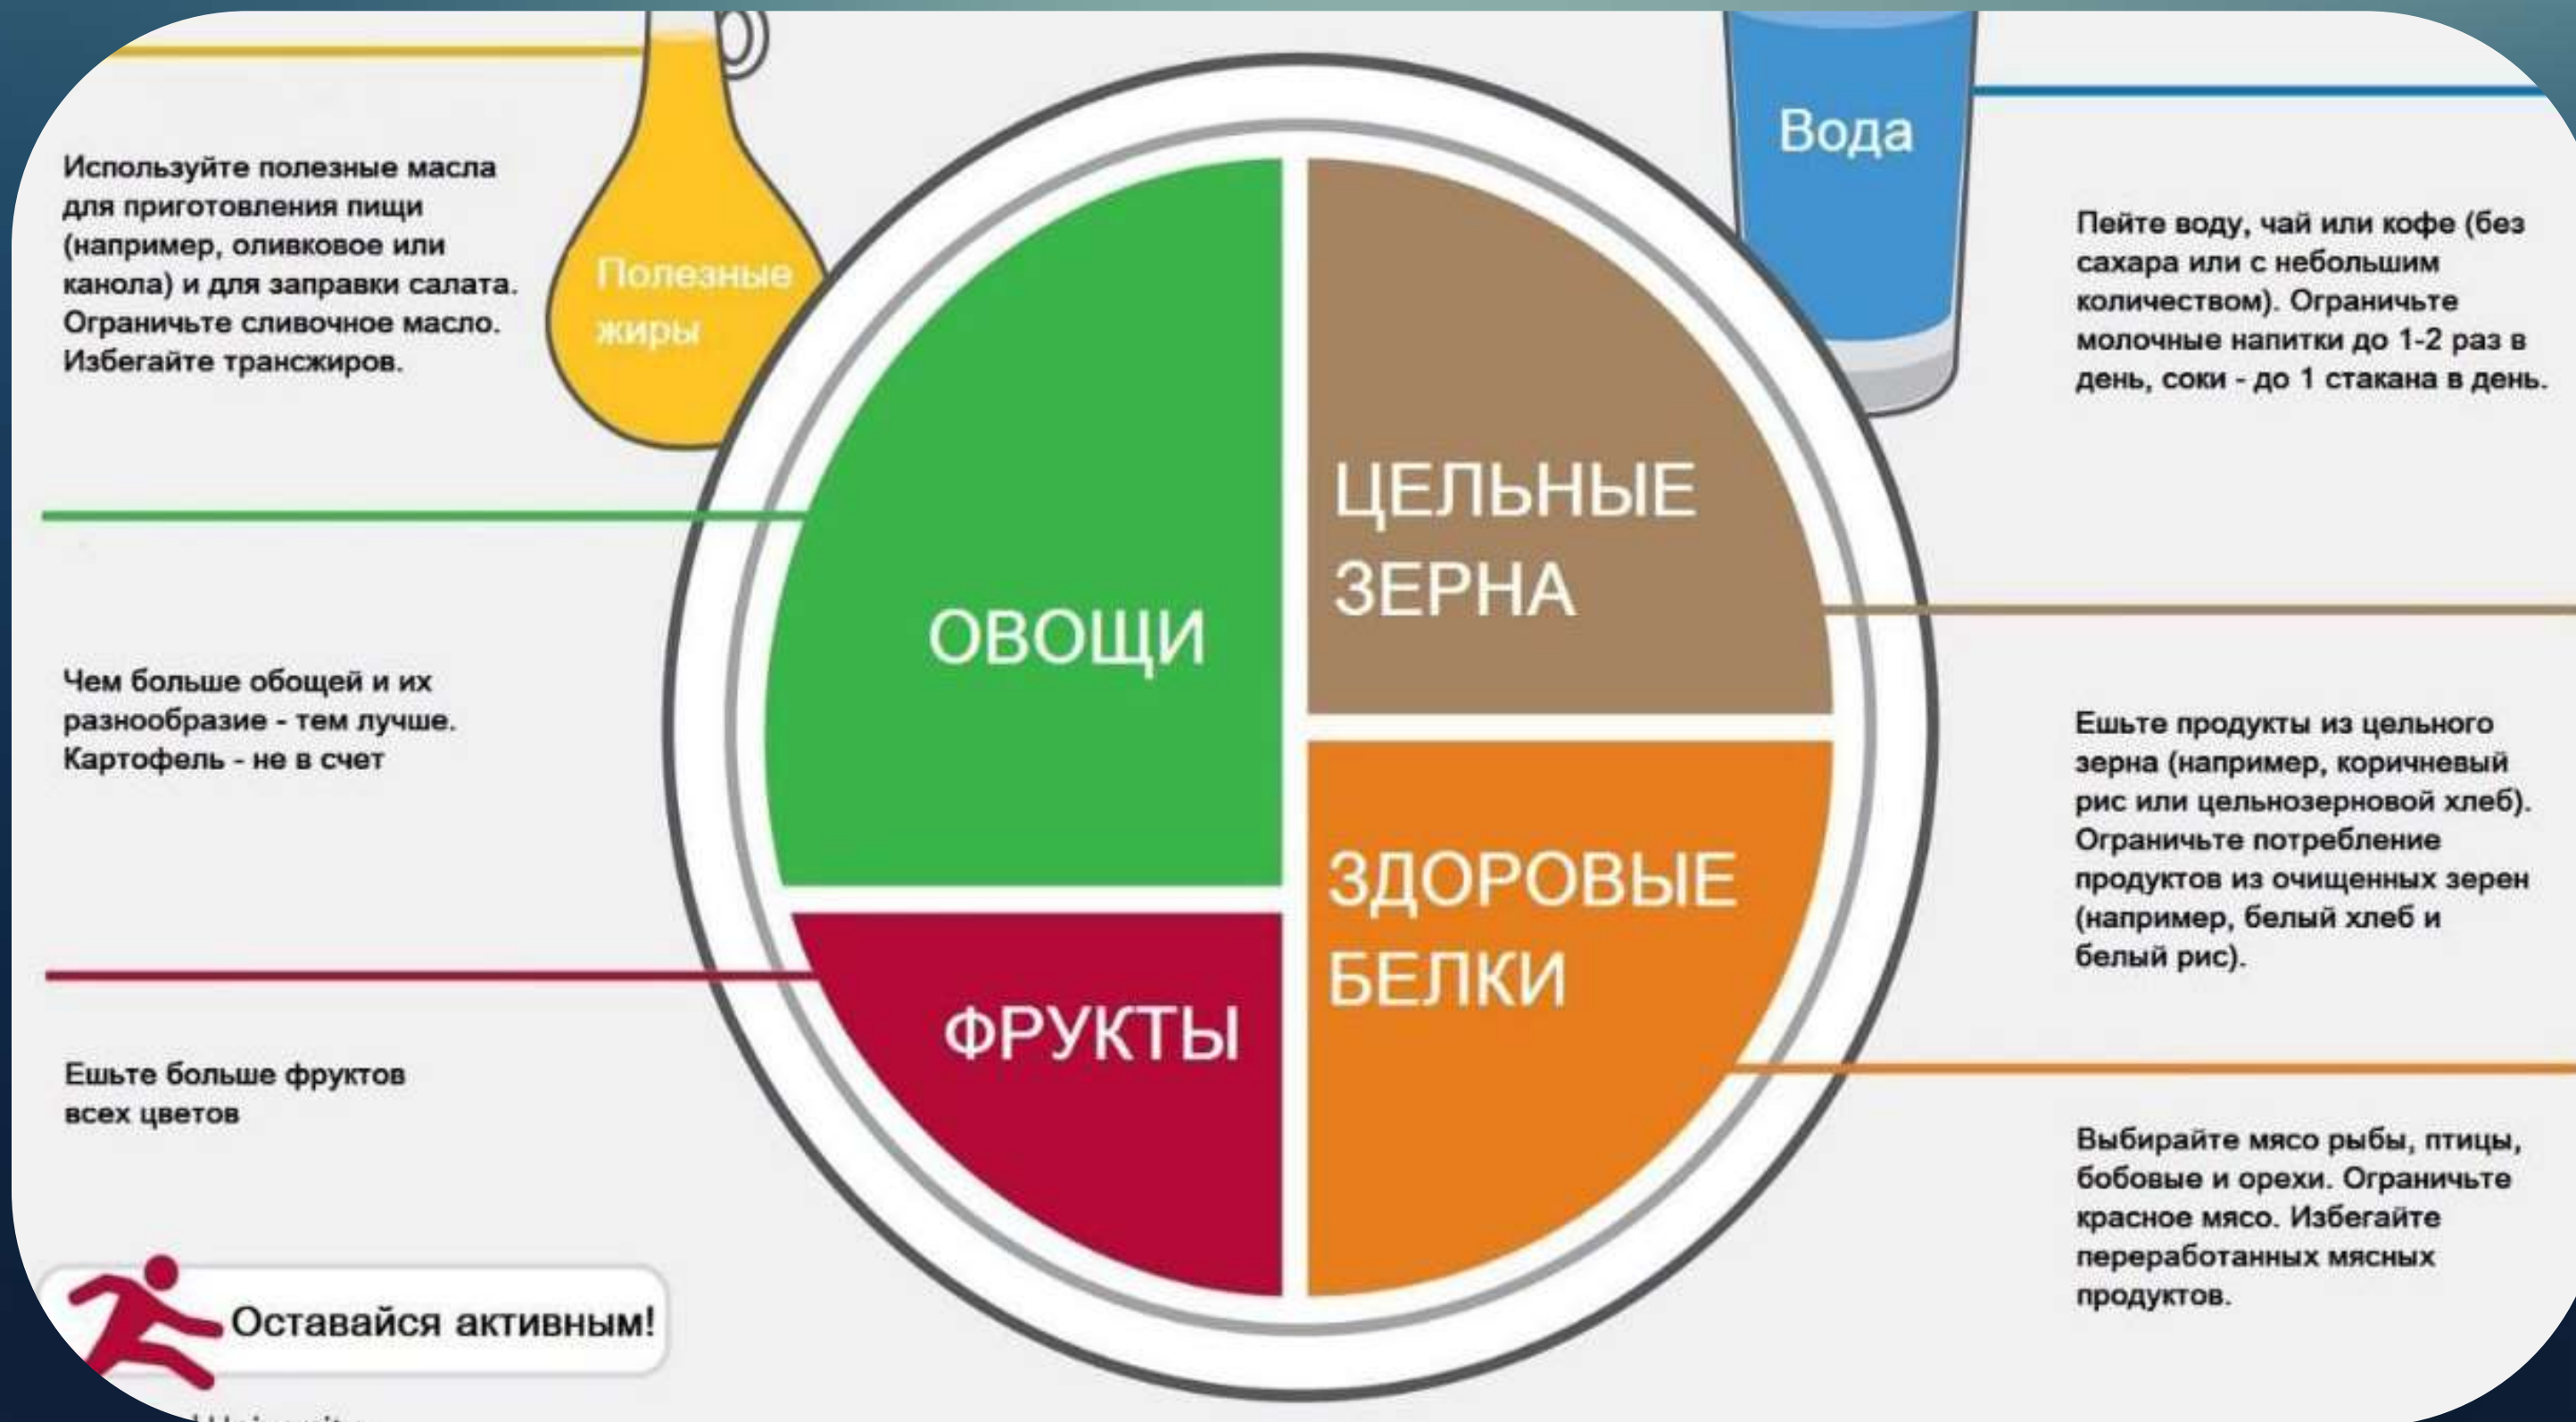 Используйте полезные масла
для приготовления пищи
(например, оливковое или
канола) и для заправки салата.
Ограничьте сливочное масло.
Избегайте трансжиров.
Полезные
жиры
Вода
Пейте воду, чай или кофе (без
сахара или с небольшим
количеством). Ограничьте
молочные напитки до 1-2 раз в
день, соки - до 1 стакана в день.
ОВОЩИ
ЦЕЛЬНЫЕ
ЗЕРНА
Чем больше обощей и их
разнообразие - тем лучше.
Картофель - не в счет
Ешьте продукты из цельного
зерна (например, коричневый
рис или цельнозерновой хлеб).
Ограничьте потребление
продуктов из очищенных зерен
(например, белый хлеб и
белый рис).
ФРУКТЫ
ЗДОРОВЫЕ
БЕЛКИ
Ешьте больше фруктов
всех цветов
Выбирайте мясо рыбы, птицы,
бобовые и орехи. Ограничьте
красное мясо. Избегайте
переработанных мясных
продуктов.
Оставайся активным!